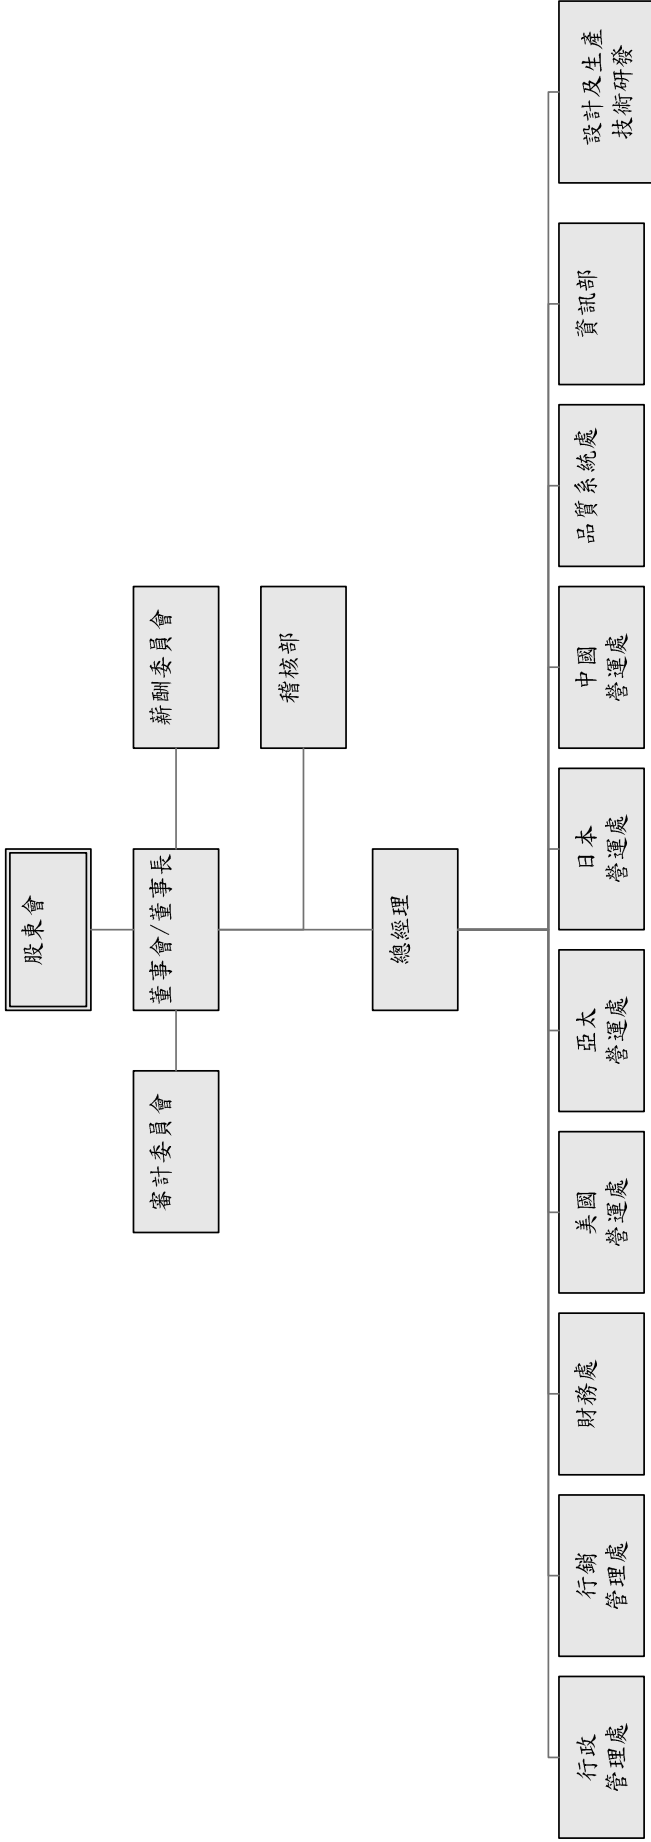 股東會
審計委員會
董事會/董事長
薪酬委員會
稽核部
總經理
行政
管理處
行銷
管理處
財務處
美國
營運處
亞太
營運處
日本
營運處
中國
營運處
品質系統處
資訊部
設計及生產
技術研發